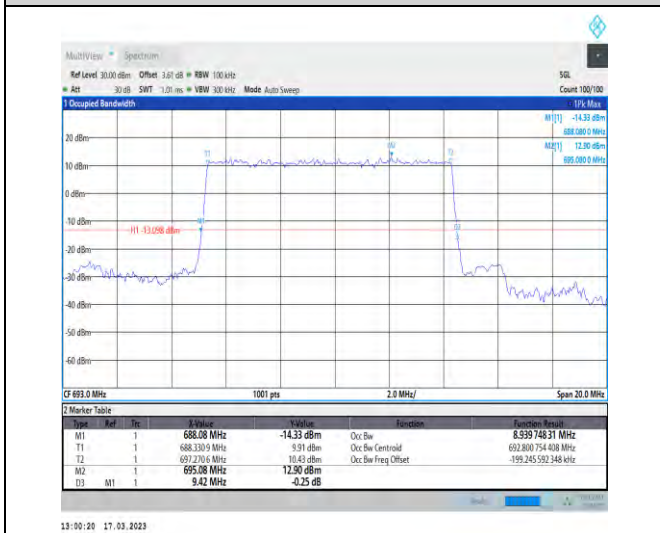 MultiView Spectrum
Ref Level 30.00 dBm Offset 3.61 dB RBW 100 kHz SGL
Att 30 dB SWT 1.01 ms VBW 300 kHz Mode Auto Sweep Count 100/100
1 Occupied Bandwidth 1Pk Max
M1[1] -14.33 dBm
688.080 0 MHz
M2[1] 12.90 dBm
695.080 0 MHz
20 dBm
T1 M2 T2
10 dBm
0 dBm
-10 dBm
M1
H1 -13.098 dBm
D3
-20 dBm
-30 dBm
-40 dBm
-50 dBm
-60 dBm
CF 693.0 MHz 1001 pts 2.0 MHz/ Span 20.0 MHz
2 Marker Table
Type Ref Trc X-Value Y-Value Function Function Result
M1 1 688.08 MHz -14.33 dBm Occ Bw 8.939 748 31 MHz
T1 1 688.330 9 MHz 9.91 dBm Occ Bw Centroid 692.800 754 408 MHz
T2 1 697.270 6 MHz 10.43 dBm Occ Bw Freq Offset -199.245 592 348 kHz
M2 1 695.08 MHz 12.90 dBm
D3 M1 1 9.42 MHz -0.25 dB
13:00:20 17.03.2023